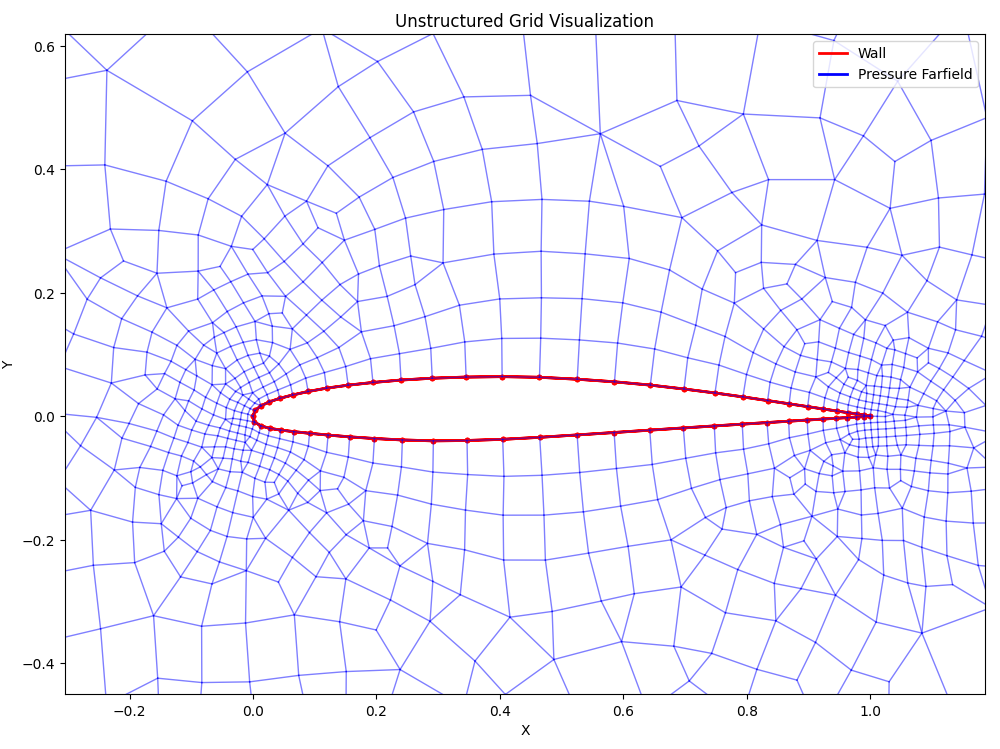 Unstructured Grid Visualization
Wall
Pressure Farfield
Y
0.6
0.4
0.2
0.0
−0.2
−0.4
−0.2 0.0 0.2 0.4 0.6 0.8 1.0
X